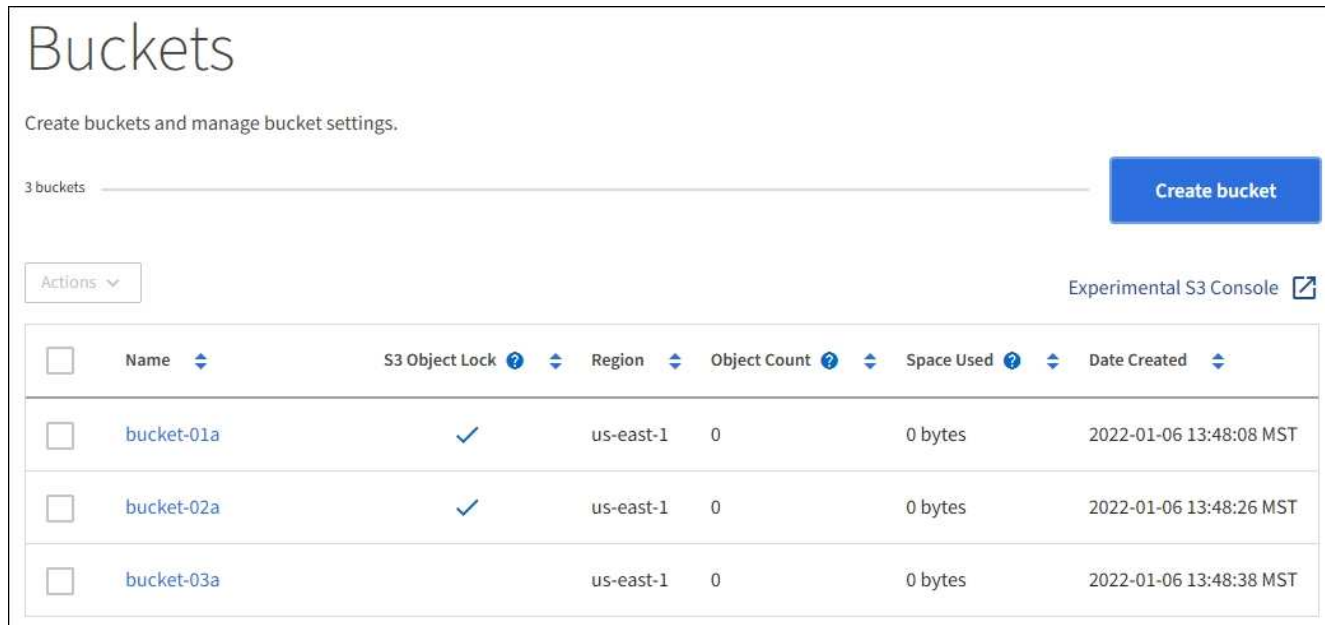 Buckets
Create buckets and manage bucket settings.
3 buckets
Create bucket
Actions
Experimental S3 Console
Name S3 Object Lock Region Object Count Space Used Date Created
bucket-01a us-east-1 0 0 bytes 2022-01-06 13:48:08 MST
bucket-02a us-east-1 0 0 bytes 2022-01-06 13:48:26 MST
bucket-03a us-east-1 0 0 bytes 2022-01-06 13:48:38 MST